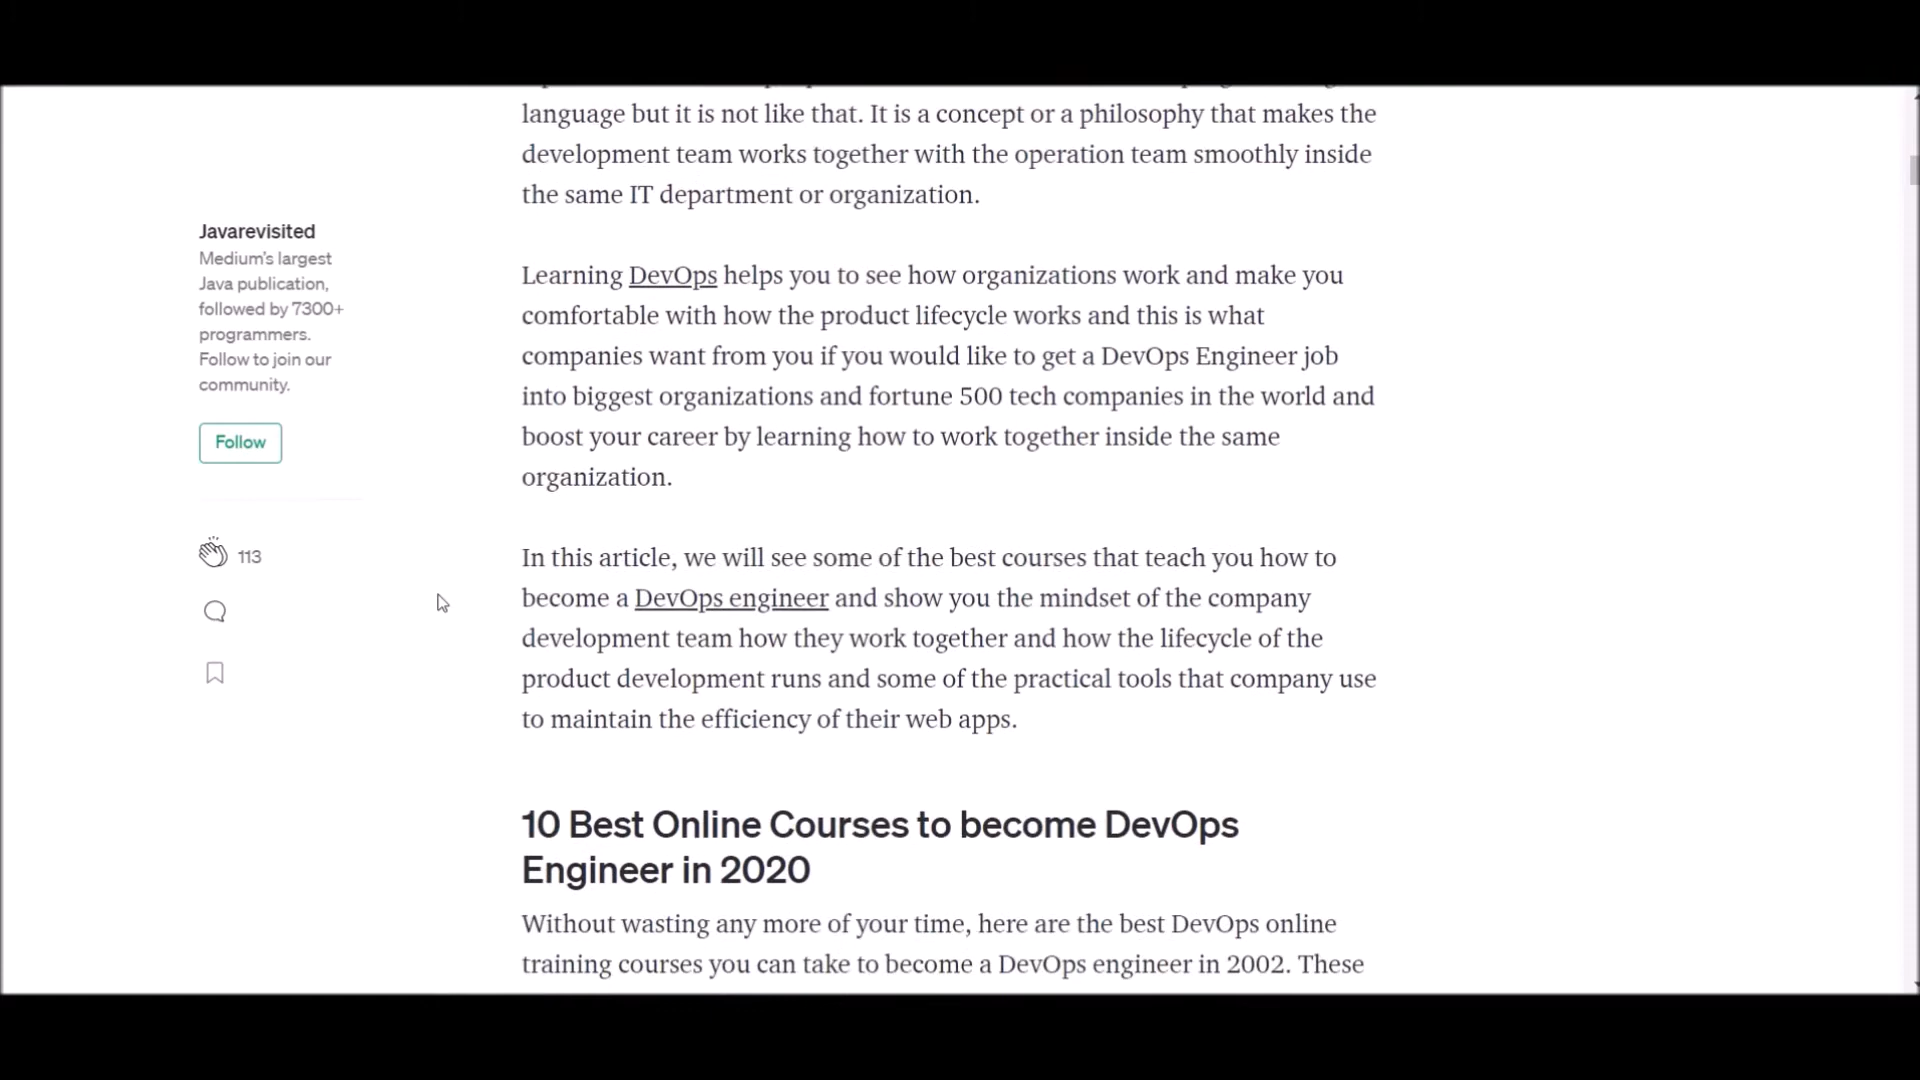 language but it is not like that. It is a concept or a philosophy that makes the
development team works together with the operation team smoothly inside
the same IT department or organization.
Javarevisited
Medium's largest
Java publication,
followed by 7300+
programmers.
Follow to join our
community.
Follow
113
Learning DevOps helps you to see how organizations work and make you
comfortable with how the product lifecycle works and this is what
companies want from you if you would like to get a DevOps Engineer job
into biggest organizations and fortune 500 tech companies in the world and
boost your career by learning how to work together inside the same
organization.
In this article, we will see some of the best courses that teach you how to
become a DevOps engineer and show you the mindset of the company
development team how they work together and how the lifecycle of the
product development runs and some of the practical tools that company use
to maintain the efficiency of their web apps.
10 Best Online Courses to become DevOps
Engineer in 2020
Without wasting any more of your time, here are the best DevOps online
training courses you can take to become a DevOps engineer in 2002. These